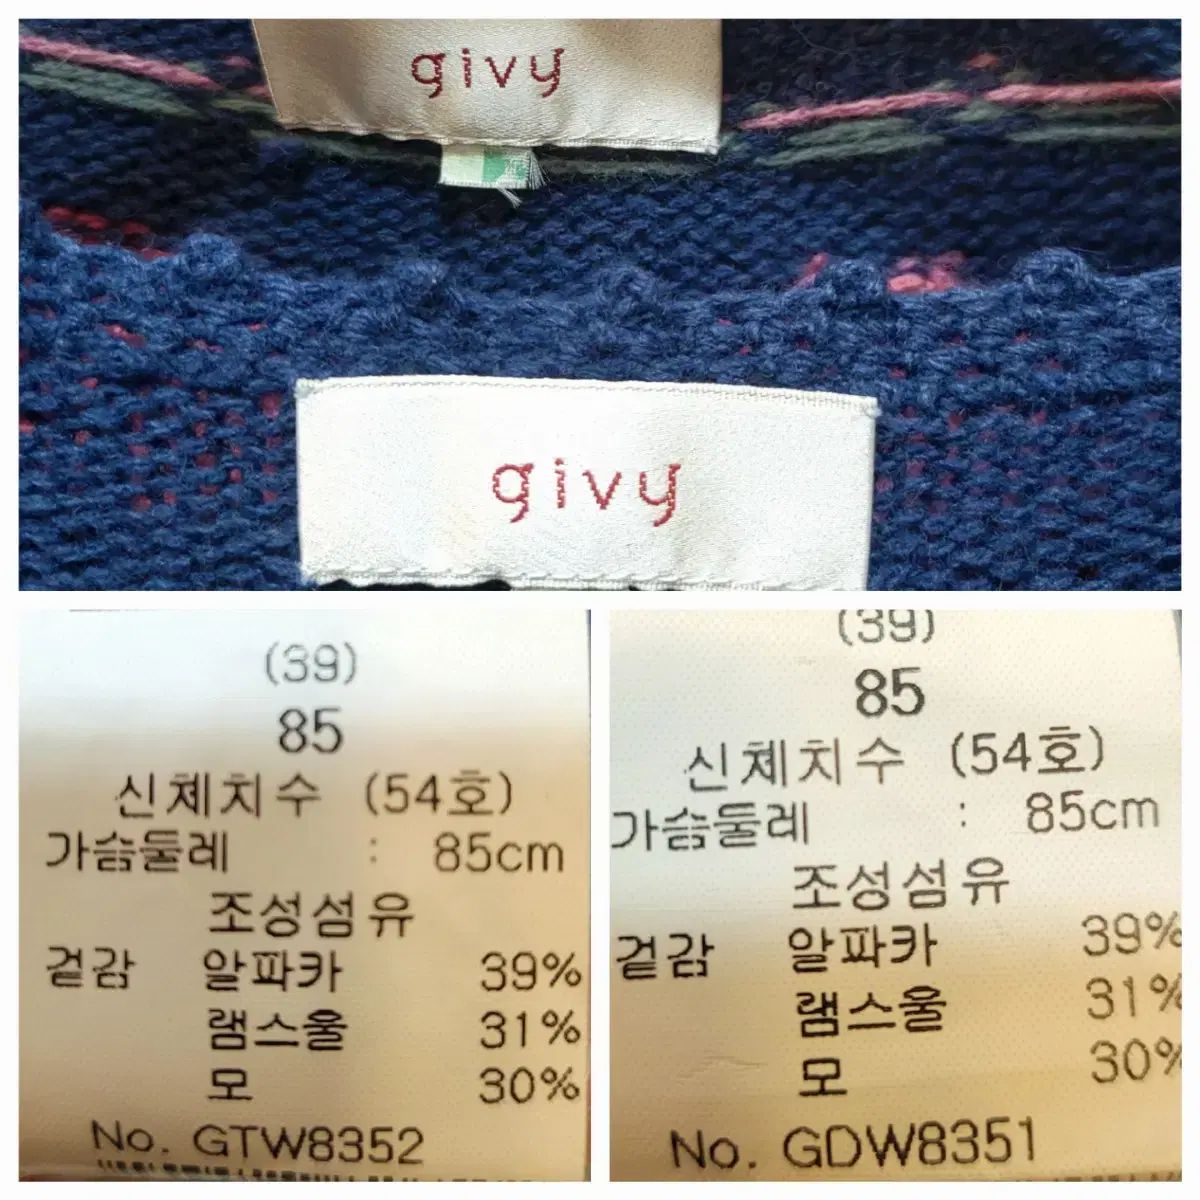 givy
givy
(39)
85
신체치수 (54호)
가슴둘레 : 85cm
조성섬유
겉감 알파카 39%
램스울 31%
모 30%
No. GTW8352
(39)
85
신체치수 (54호)
가슴둘레 : 85cm
조성섬유
겉감 알파카 39%
램스울 31%
모 30%
No. GDW8351